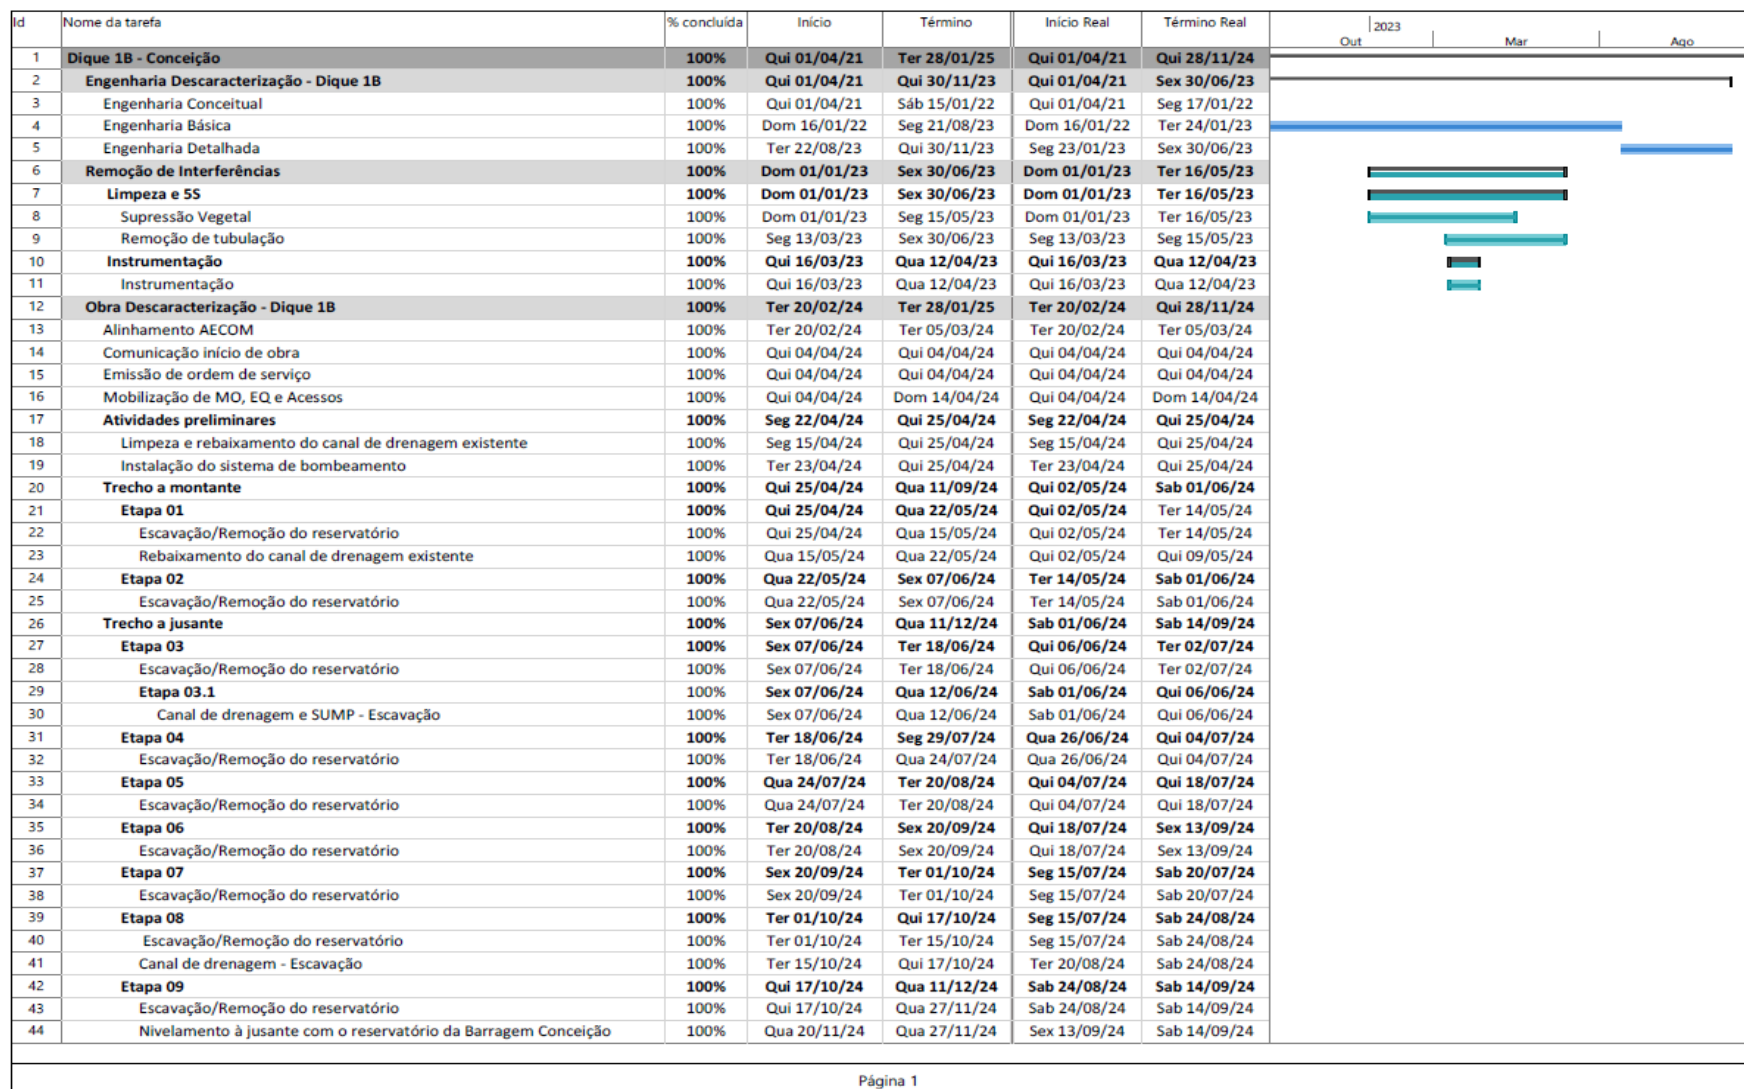 Id Nome da tarefa % concluída Início Término Início Real Término Real 2023
Out Mar Ago
1 Dique 1B - Conceição 100% Qui 01/04/21 Ter 28/01/25 Qui 01/04/21 Qui 28/11/24
2 Engenharia Descaracterização - Dique 1B 100% Qui 01/04/21 Qui 30/11/23 Qui 01/04/21 Sex 30/06/23
3 Engenharia Conceitual 100% Qui 01/04/21 Sáb 15/01/22 Qui 01/04/21 Seg 17/01/22
4 Engenharia Básica 100% Dom 16/01/22 Seg 21/08/23 Dom 16/01/22 Ter 24/01/23
5 Engenharia Detalhada 100% Ter 22/08/23 Qui 30/11/23 Seg 23/01/23 Sex 30/06/23
6 Remoção de Interferências 100% Dom 01/01/23 Sex 30/06/23 Dom 01/01/23 Ter 16/05/23
7 Limpeza e 5S 100% Dom 01/01/23 Sex 30/06/23 Dom 01/01/23 Ter 16/05/23
8 Supressão Vegetal 100% Dom 01/01/23 Seg 15/05/23 Dom 01/01/23 Ter 16/05/23
9 Remoção de tubulação 100% Seg 13/03/23 Sex 30/06/23 Seg 13/03/23 Seg 15/05/23
10 Instrumentação 100% Qui 16/03/23 Qua 12/04/23 Qui 16/03/23 Qua 12/04/23
11 Instrumentação 100% Qui 16/03/23 Qua 12/04/23 Qui 16/03/23 Qua 12/04/23
12 Obra Descaracterização - Dique 1B 100% Ter 20/02/24 Ter 28/01/25 Ter 20/02/24 Qui 28/11/24
13 Alinhamento AECOM 100% Ter 20/02/24 Ter 05/03/24 Ter 20/02/24 Ter 05/03/24
14 Comunicação início de obra 100% Qui 04/04/24 Qui 04/04/24 Qui 04/04/24 Qui 04/04/24
15 Emissão de ordem de serviço 100% Qui 04/04/24 Qui 04/04/24 Qui 04/04/24 Qui 04/04/24
16 Mobilização de MO, EQ e Acessos 100% Qui 04/04/24 Dom 14/04/24 Qui 04/04/24 Dom 14/04/24
17 Atividades preliminares 100% Seg 22/04/24 Qui 25/04/24 Seg 22/04/24 Qui 25/04/24
18 Limpeza e rebaixamento do canal de drenagem existente 100% Seg 15/04/24 Qui 25/04/24 Seg 15/04/24 Qui 25/04/24
19 Instalação do sistema de bombeamento 100% Ter 23/04/24 Qui 25/04/24 Ter 23/04/24 Qui 25/04/24
20 Trecho a montante 100% Qui 25/04/24 Qua 11/09/24 Qui 02/05/24 Sab 01/06/24
21 Etapa 01 100% Qui 25/04/24 Qua 22/05/24 Qui 02/05/24 Ter 14/05/24
22 Escavação/Remoção do reservatório 100% Qui 25/04/24 Qua 15/05/24 Qui 02/05/24 Ter 14/05/24
23 Rebaixamento do canal de drenagem existente 100% Qua 15/05/24 Qua 22/05/24 Qui 02/05/24 Qui 09/05/24
24 Etapa 02 100% Qua 22/05/24 Sex 07/06/24 Ter 14/05/24 Sab 01/06/24
25 Escavação/Remoção do reservatório 100% Qua 22/05/24 Sex 07/06/24 Ter 14/05/24 Sab 01/06/24
26 Trecho a jusante 100% Sex 07/06/24 Qua 11/12/24 Sab 01/06/24 Sab 14/09/24
27 Etapa 03 100% Sex 07/06/24 Ter 18/06/24 Qui 06/06/24 Ter 02/07/24
28 Escavação/Remoção do reservatório 100% Sex 07/06/24 Ter 18/06/24 Qui 06/06/24 Ter 02/07/24
29 Etapa 03.1 100% Sex 07/06/24 Qua 12/06/24 Sab 01/06/24 Qui 06/06/24
30 Canal de drenagem e SUMP - Escavação 100% Sex 07/06/24 Qua 12/06/24 Sab 01/06/24 Qui 06/06/24
31 Etapa 04 100% Ter 18/06/24 Seg 29/07/24 Qua 26/06/24 Qui 04/07/24
32 Escavação/Remoção do reservatório 100% Ter 18/06/24 Qua 24/07/24 Qua 26/06/24 Qui 04/07/24
33 Etapa 05 100% Qua 24/07/24 Ter 20/08/24 Qui 04/07/24 Qui 18/07/24
34 Escavação/Remoção do reservatório 100% Qua 24/07/24 Ter 20/08/24 Qui 04/07/24 Qui 18/07/24
35 Etapa 06 100% Ter 20/08/24 Sex 20/09/24 Qui 18/07/24 Sex 13/09/24
36 Escavação/Remoção do reservatório 100% Ter 20/08/24 Sex 20/09/24 Qui 18/07/24 Sex 13/09/24
37 Etapa 07 100% Sex 20/09/24 Ter 01/10/24 Seg 15/07/24 Sab 20/07/24
38 Escavação/Remoção do reservatório 100% Sex 20/09/24 Ter 01/10/24 Seg 15/07/24 Sab 20/07/24
39 Etapa 08 100% Ter 01/10/24 Qui 17/10/24 Seg 15/07/24 Sab 24/08/24
40 Escavação/Remoção do reservatório 100% Ter 01/10/24 Ter 15/10/24 Seg 15/07/24 Sab 24/08/24
41 Canal de drenagem - Escavação 100% Ter 15/10/24 Qui 17/10/24 Ter 20/08/24 Sab 24/08/24
42 Etapa 09 100% Qui 17/10/24 Qua 11/12/24 Sab 24/08/24 Sab 14/09/24
43 Escavação/Remoção do reservatório 100% Qui 17/10/24 Qua 27/11/24 Sab 24/08/24 Sab 14/09/24
44 Nivelamento à jusante com o reservatório da Barragem Conceição 100% Qua 20/11/24 Qua 27/11/24 Sex 13/09/24 Sab 14/09/24
Página 1